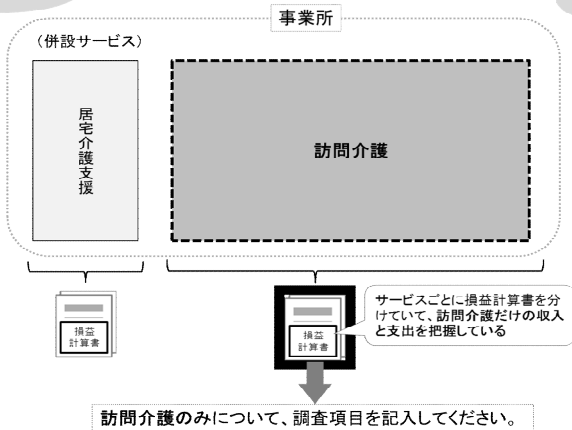 事業所
（併設サービス）
居宅介護支援
訪問介護
損益
計算書
損益
計算書
サービスごとに損益計算書を分
けていて、訪問介護だけの収入
と支出を把握している
訪問介護のみについて、調査項目を記入してください。